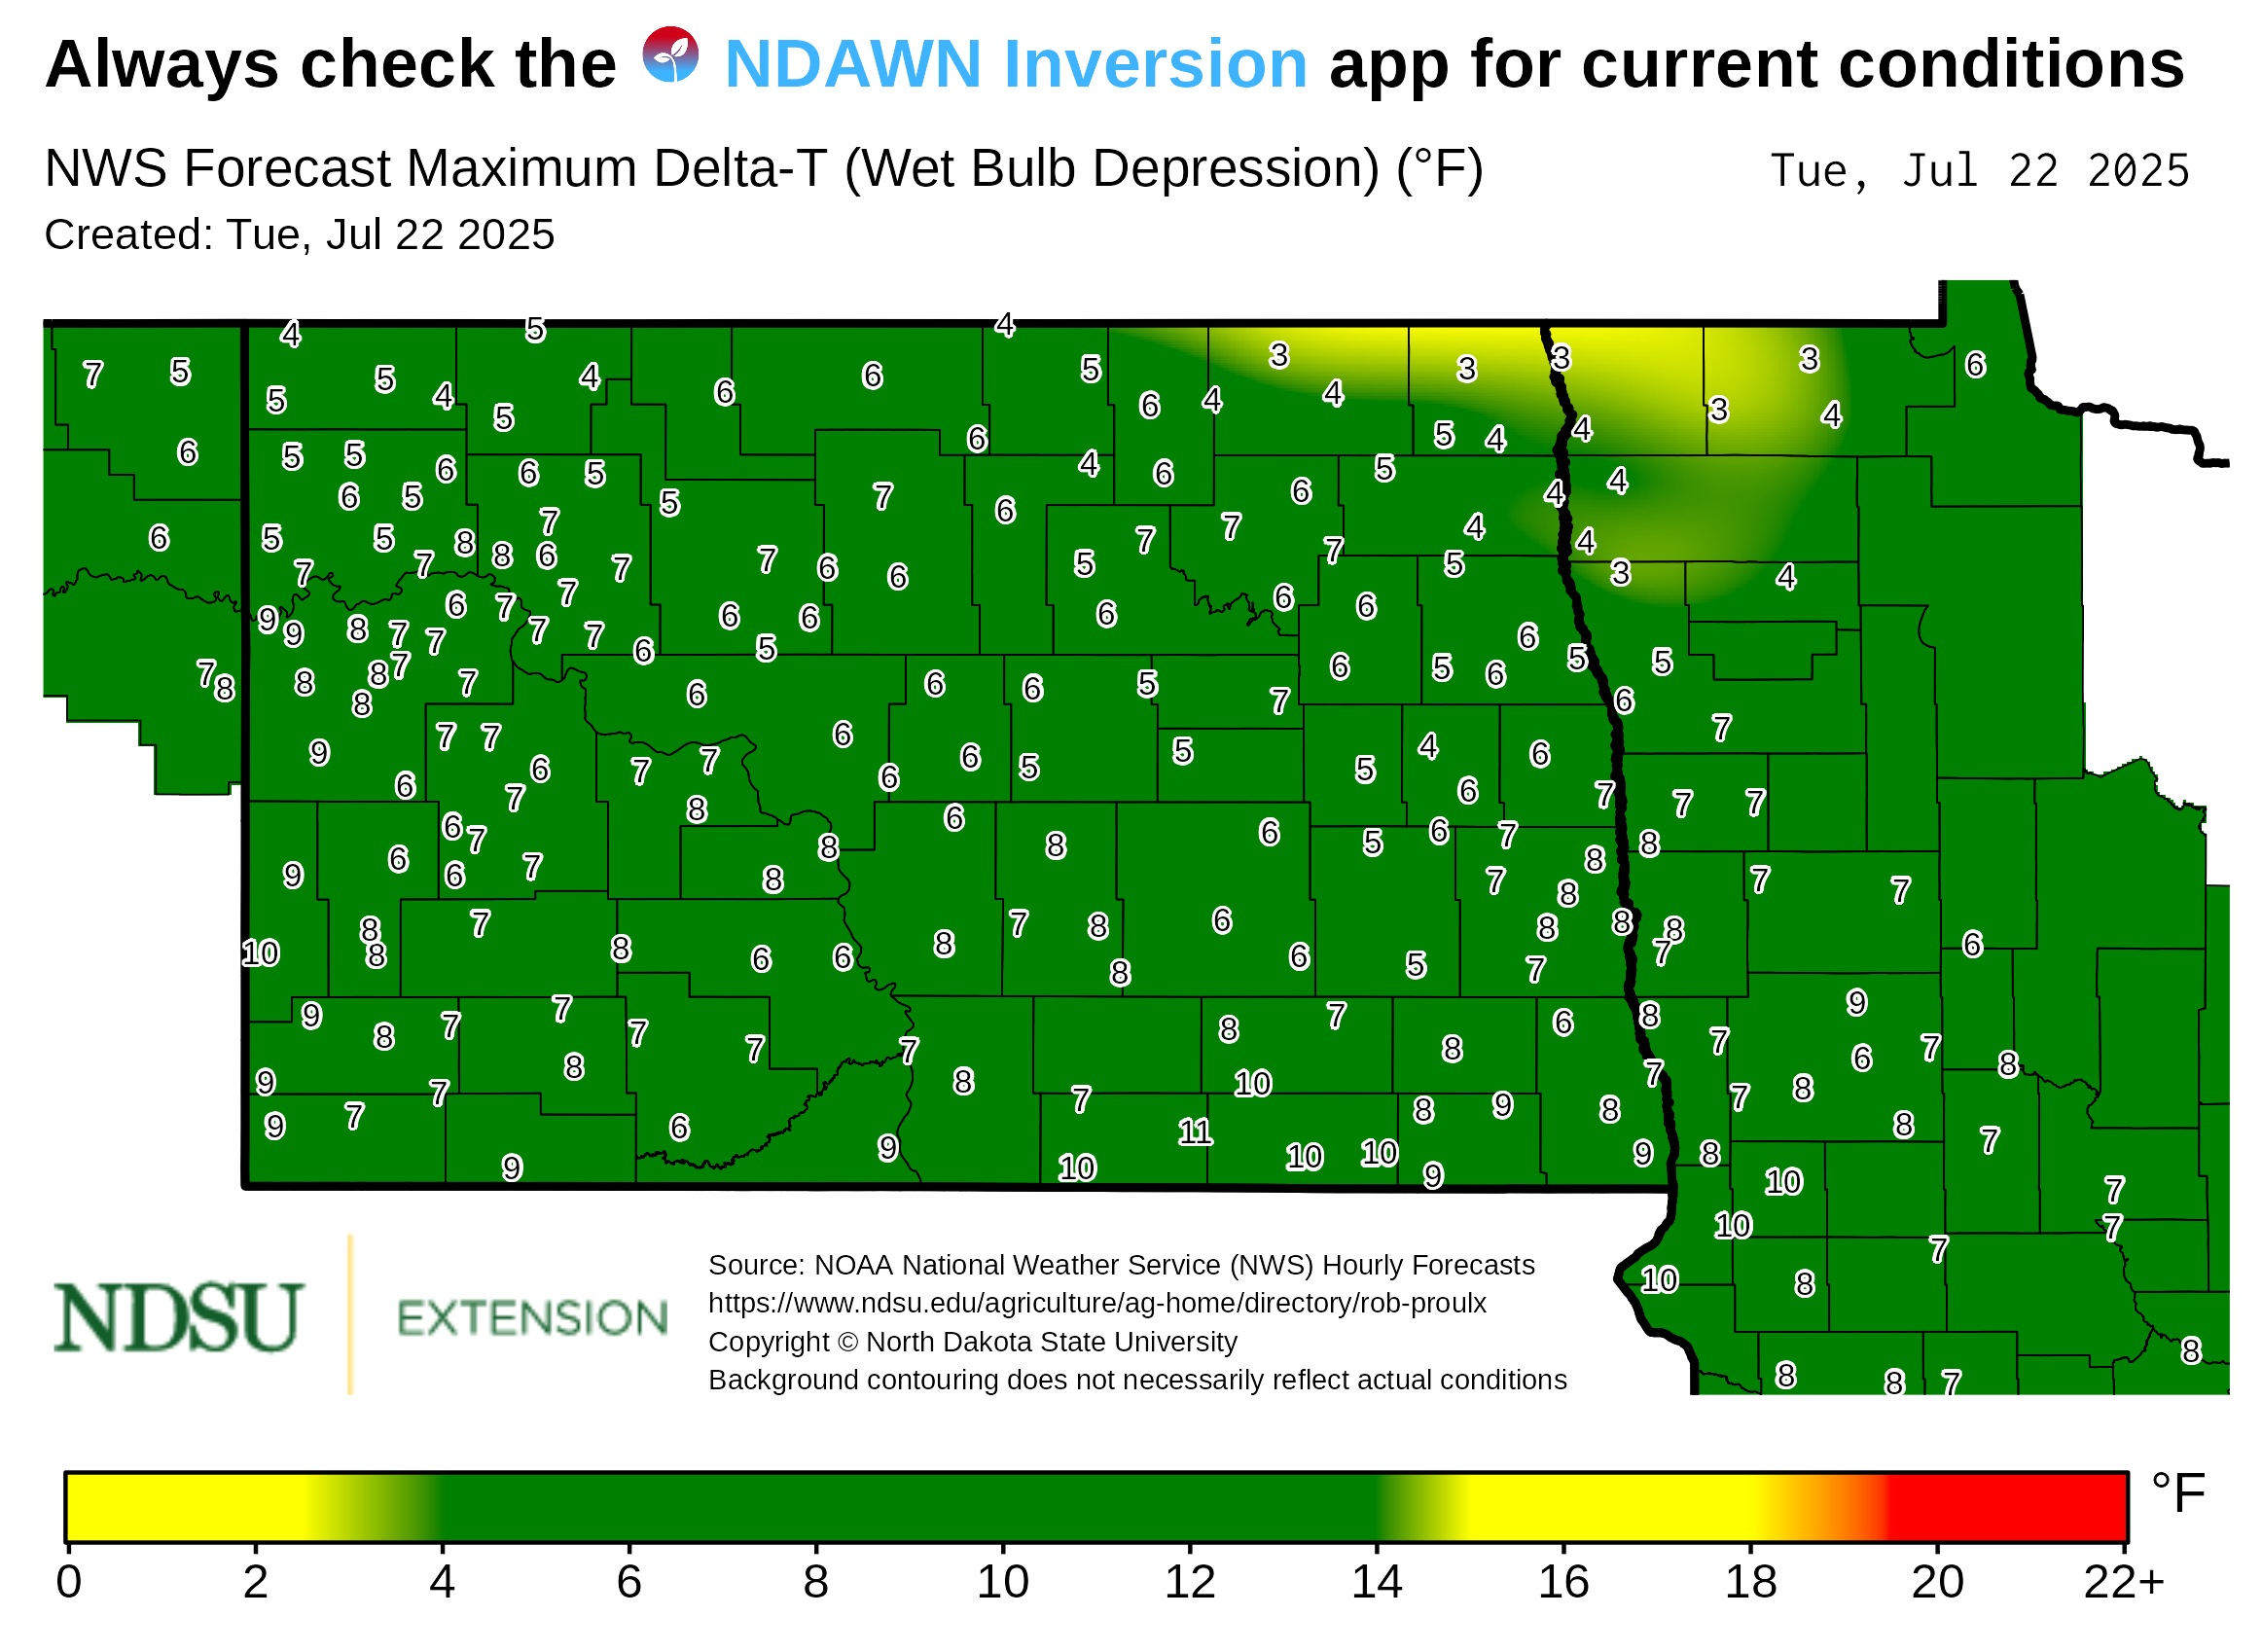 Always check the NDAWN Inversion app for current conditions
NWS Forecast Maximum Delta-T (Wet Bulb Depression) (°F)
Tue, Jul 22 2025
Created: Tue, Jul 22 2025
4 5 4
7 5 5 4 6 5 3 3 3 3 6
5 4 5 6 6 4 4 3 4
6 5 5 6 6 5 6 4 6 5 5 4 4
6 5 5 7 6 6 4 4
6 5 5 8 7 7 7 4 4
7 7 8 6 7 7 6 6 5 7 5 3 4
9 9 8 7 7 6 7 7 7 7 6 6 6 6 6 6
7 8 8 8 7 7 6 5 6 5 6 5 6 5 5
8 6 6 6 5 7 6 7
9 7 7 6 7 7 6 6 6 5 5 5 4 6
6 7 8 6 6 7 7 7
6 7 6 7 8 8 6 5 6 7 8
9 6 8 7 8 8 7 7 7
10 8 8 7 8 6 6 8 7 8 6 6 5 8 7 8 8 7 6
9 8 7 7 7 7 8 8 7 8 6 8 7 9
9 7 8 7 8 7 10 8 9 7 6 7 8
9 7 6 9 11 8 7 8 8
9 10 10 10 9 9 8 7
10 10 7 7
10 8 7
8 8 7 8
NDSU EXTENSION
Source: NOAA National Weather Service (NWS) Hourly Forecasts
https://www.ndsu.edu/agriculture/ag-home/directory/rob-proulx
Copyright © North Dakota State University
Background contouring does not necessarily reflect actual conditions
°F
0 2 4 6 8 10 12 14 16 18 20 22+